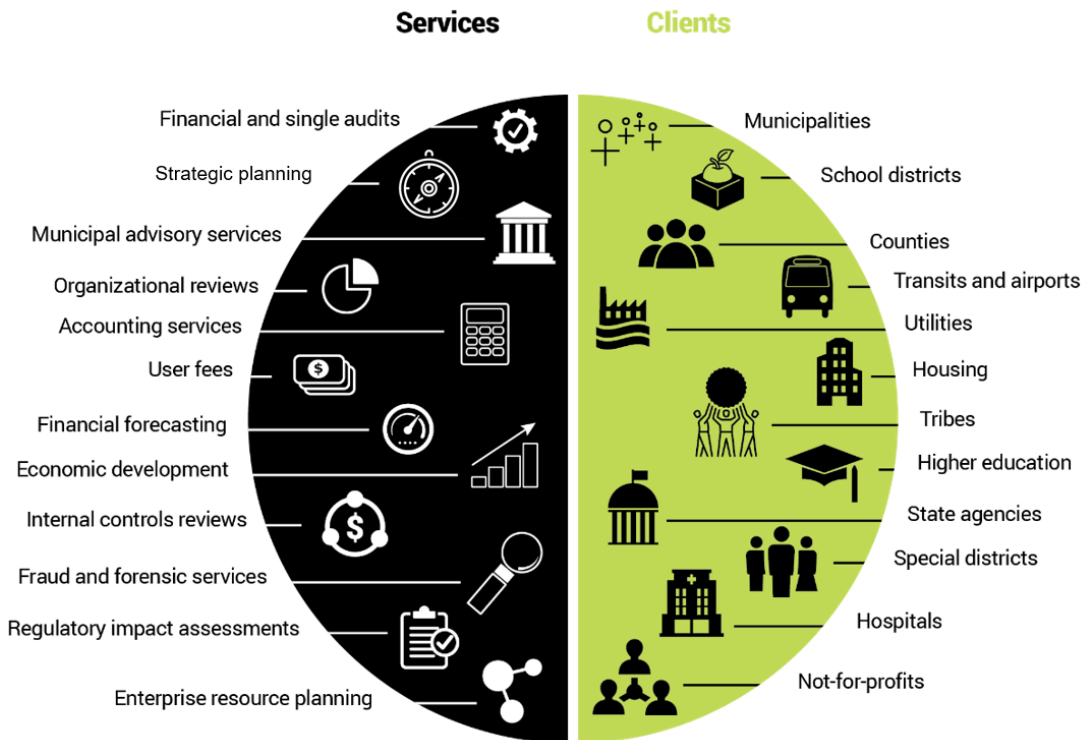 Services
Clients
Financial and single audits
Strategic planning
Municipal advisory services
Organizational reviews
Accounting services
User fees
$
Financial forecasting
Economic development
Internal controls reviews
$
Fraud and forensic services
Regulatory impact assessments
Enterprise resource planning
Municipalities
School districts
Counties
Transits and airports
Utilities
Housing
Tribes
Higher education
State agencies
Special districts
Hospitals
Not-for-profits